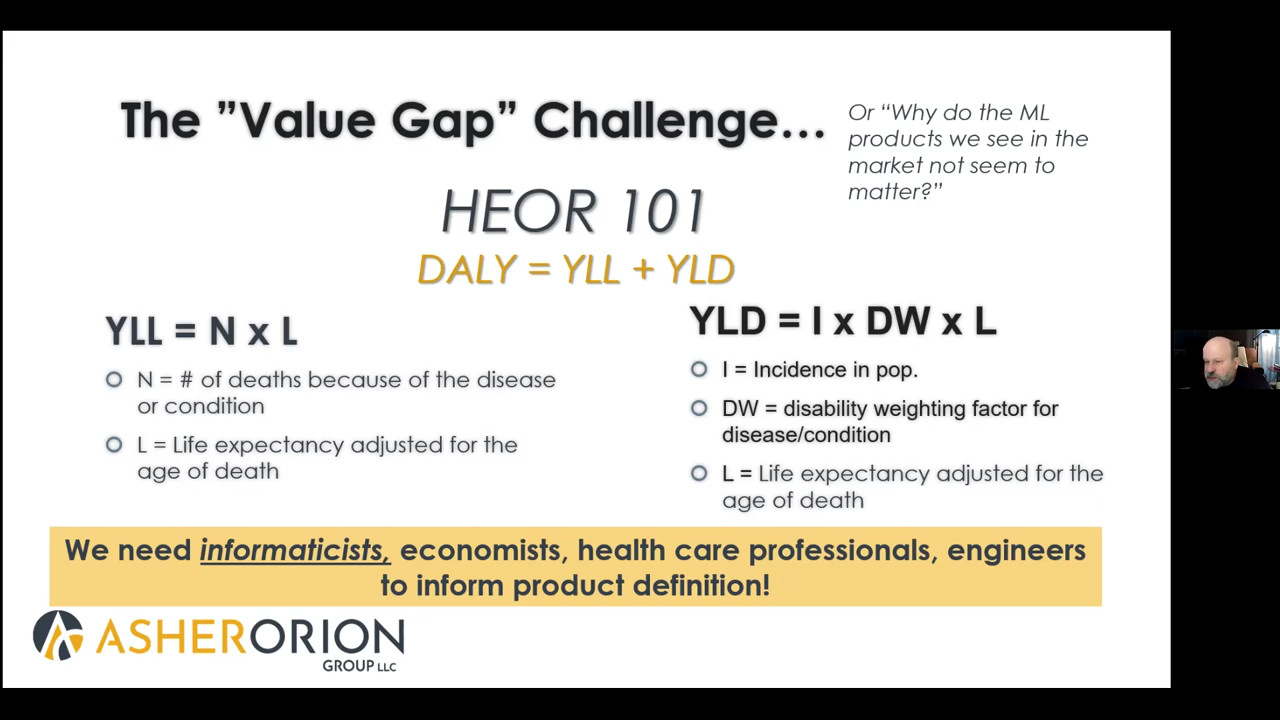 The ”Value Gap” Challenge…
Or “Why do the ML
products we see in the
market not seem to
matter?”
HEOR 101
DALY = YLL + YLD
YLL = N x L
N = # of deaths because of the disease
or condition
L = Life expectancy adjusted for the
age of death
YLD = I x DW x L
I = Incidence in pop.
DW = disability weighting factor for
disease/condition
L = Life expectancy adjusted for the
age of death
We need informaticists, economists, health care professionals, engineers
to inform product definition!
ASHERORION
GROUP LLC